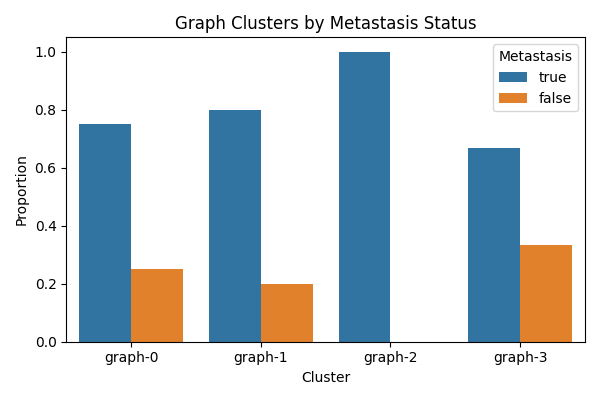 Graph Clusters by Metastasis Status
Metastasis
true
false
Proportion
1.0
0.8
0.6
0.4
0.2
0.0
graph-0 graph-1 graph-2 graph-3
Cluster